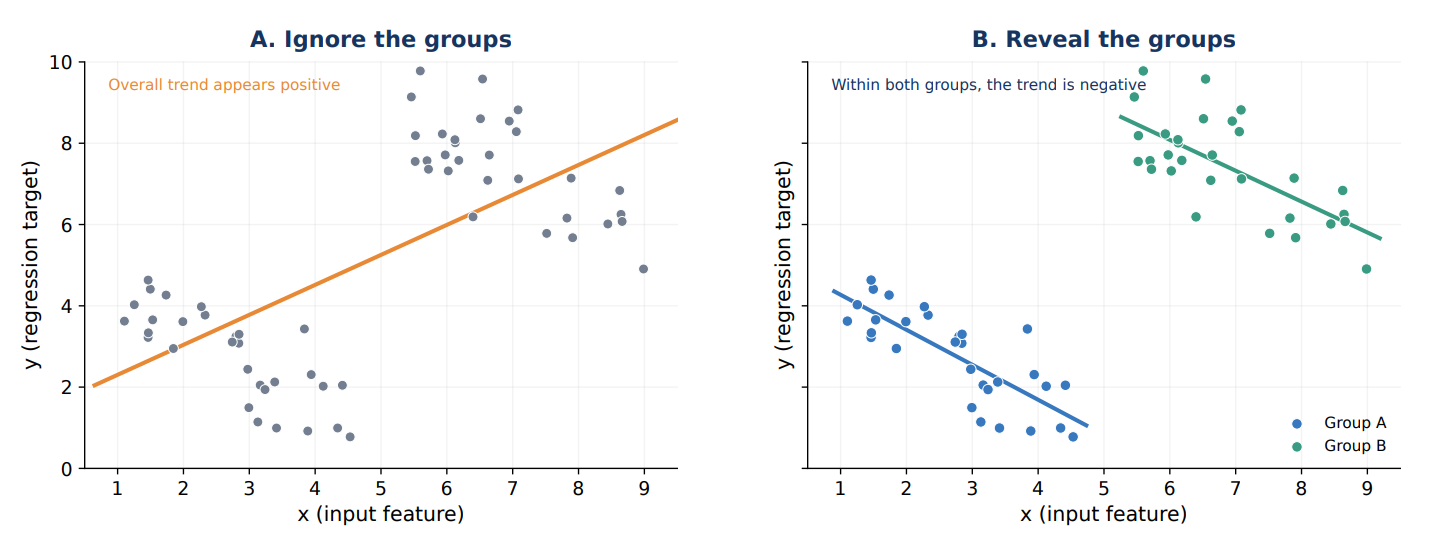 A. Ignore the groups
Overall trend appears positive
y (regression target)
10
8
6
4
2
0
1 2 3 4 5 6 7 8 9
x (input feature)
B. Reveal the groups
Within both groups, the trend is negative
y (regression target)
Group A
Group B
1 2 3 4 5 6 7 8 9
x (input feature)